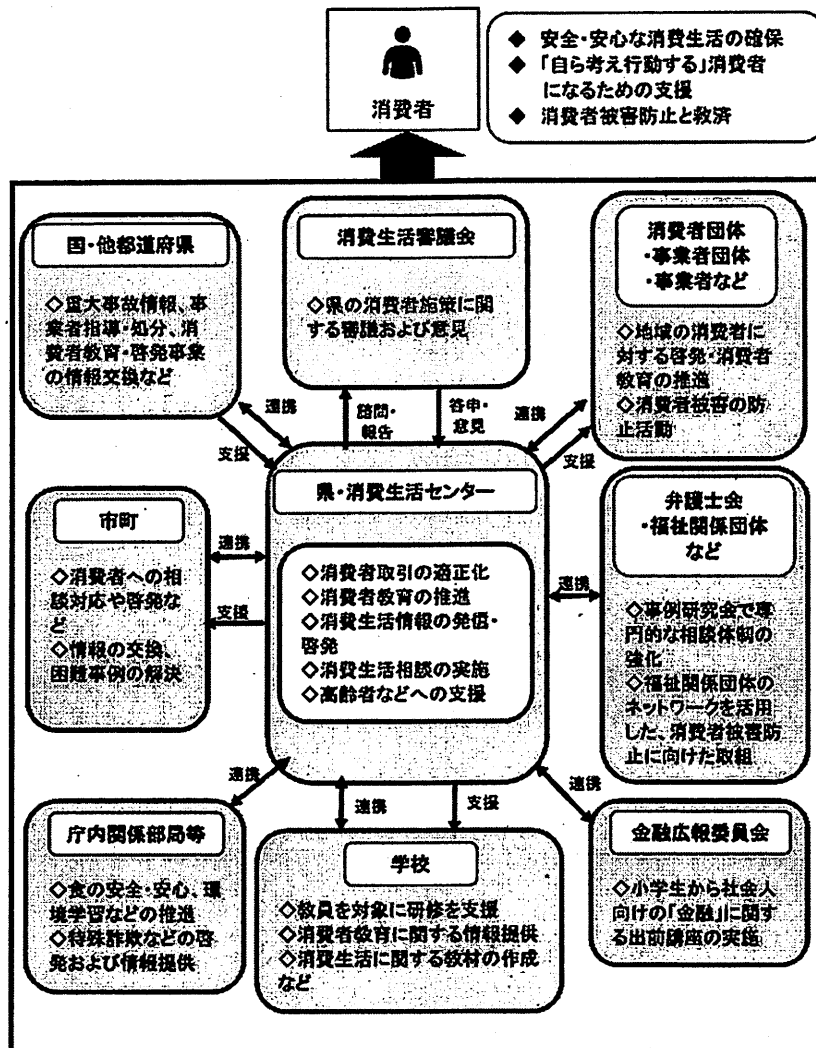 消費者
◆ 安全・安心な消費生活の確保
◆ 「自ら考え行動する」消費者
になるための支援
◆ 消費者被害防止と救済
国・他都道府県
◇重大事故情報、事
業者指導・処分、消
費者教育・啓発事業
の情報交換など
消費生活審議会
◇県の消費者施策に関
する審議および意見
消費者団体
・事業者団体
・事業者など
◇地域の消費者に
対する啓発・消費者
教育の推進
◇消費者被害の防
止活動
連携
支援
諮問・
報告
答申・
意見
連携
支援
県・消費生活センター
◇消費者取引の適正化
◇消費者教育の推進
◇消費生活情報の発信・
啓発
◇消費生活相談の実施
◇高齢者などへの支援
市町
◇消費者への相
談対応や啓発な
ど
◇情報の交換、
困難事例の解決
連携
支援
連携
弁護士会
・福祉関係団体
など
◇事例研究会で専
門的な相談体制の
強化
◇福祉関係団体の
ネットワークを活用
した、消費者被害防
止に向けた取組
連携
連携
支援
連携
庁内関係部局等
◇食の安全・安心、環
境学習などの推進
◇特殊詐欺などの啓
発および情報提供
学校
◇教員を対象に研修を支援
◇消費者教育に関する情報提供
◇消費生活に関する教材の作成
など
金融広報委員会
◇小学生から社会人
向けの「金融」に関す
る出前講座の実施